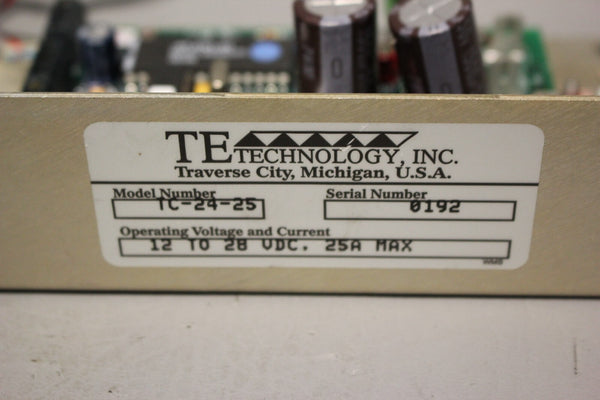 TE TECHNOLOGY, INC.
Traverse City, Michigan, U.S.A.
Model Number Serial Number
TC-24-25 0192
Operating Voltage and Current
12 TO 28 VDC. 25A MAX